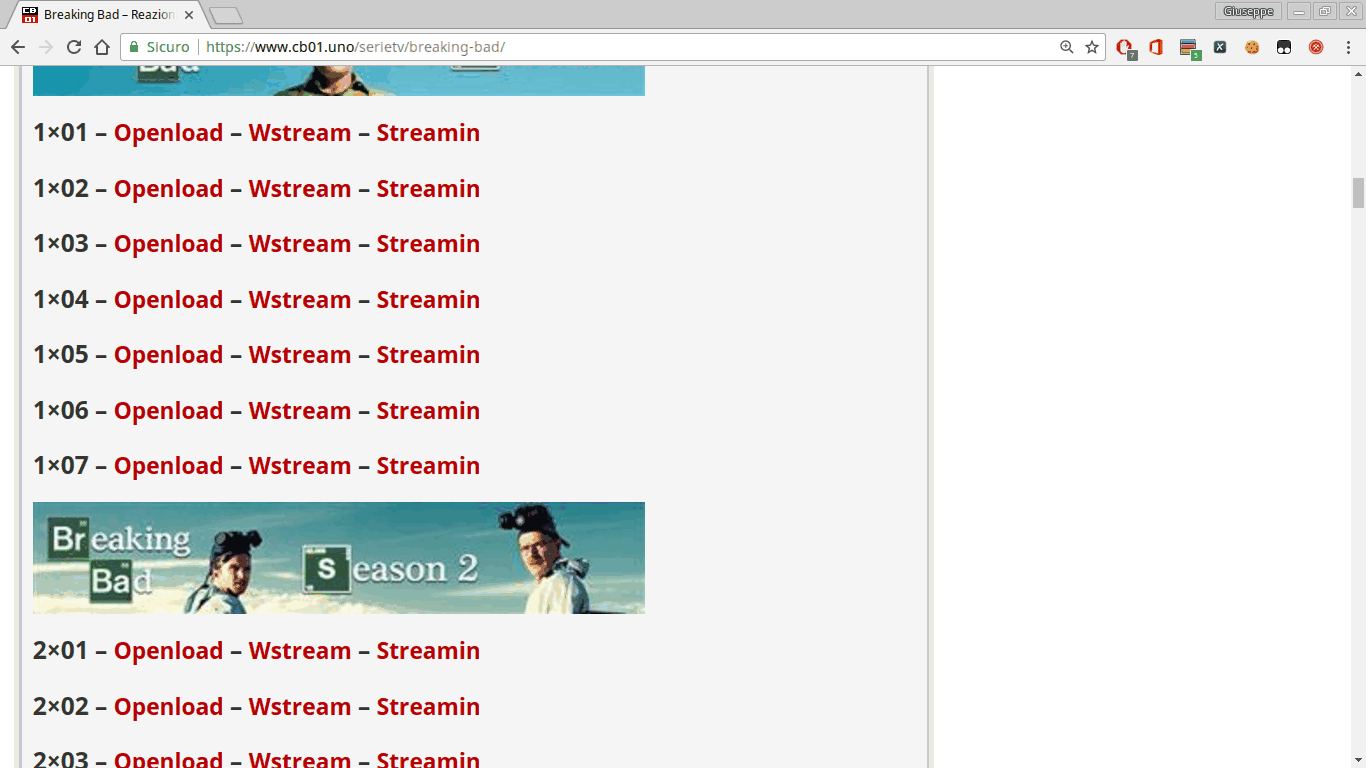 Breaking Bad – Reazion
Giuseppe
Sicuro https://www.cb01.uno/serietv/breaking-bad/
7
5
Bad
1×01 – Openload – Wstream – Streamin
1×02 – Openload – Wstream – Streamin
1×03 – Openload – Wstream – Streamin
1×04 – Openload – Wstream – Streamin
1×05 – Openload – Wstream – Streamin
1×06 – Openload – Wstream – Streamin
1×07 – Openload – Wstream – Streamin
Breaking
Bad
Season 2
2×01 – Openload – Wstream – Streamin
2×02 – Openload – Wstream – Streamin
2×03 – Openload – Wstream – Streamin